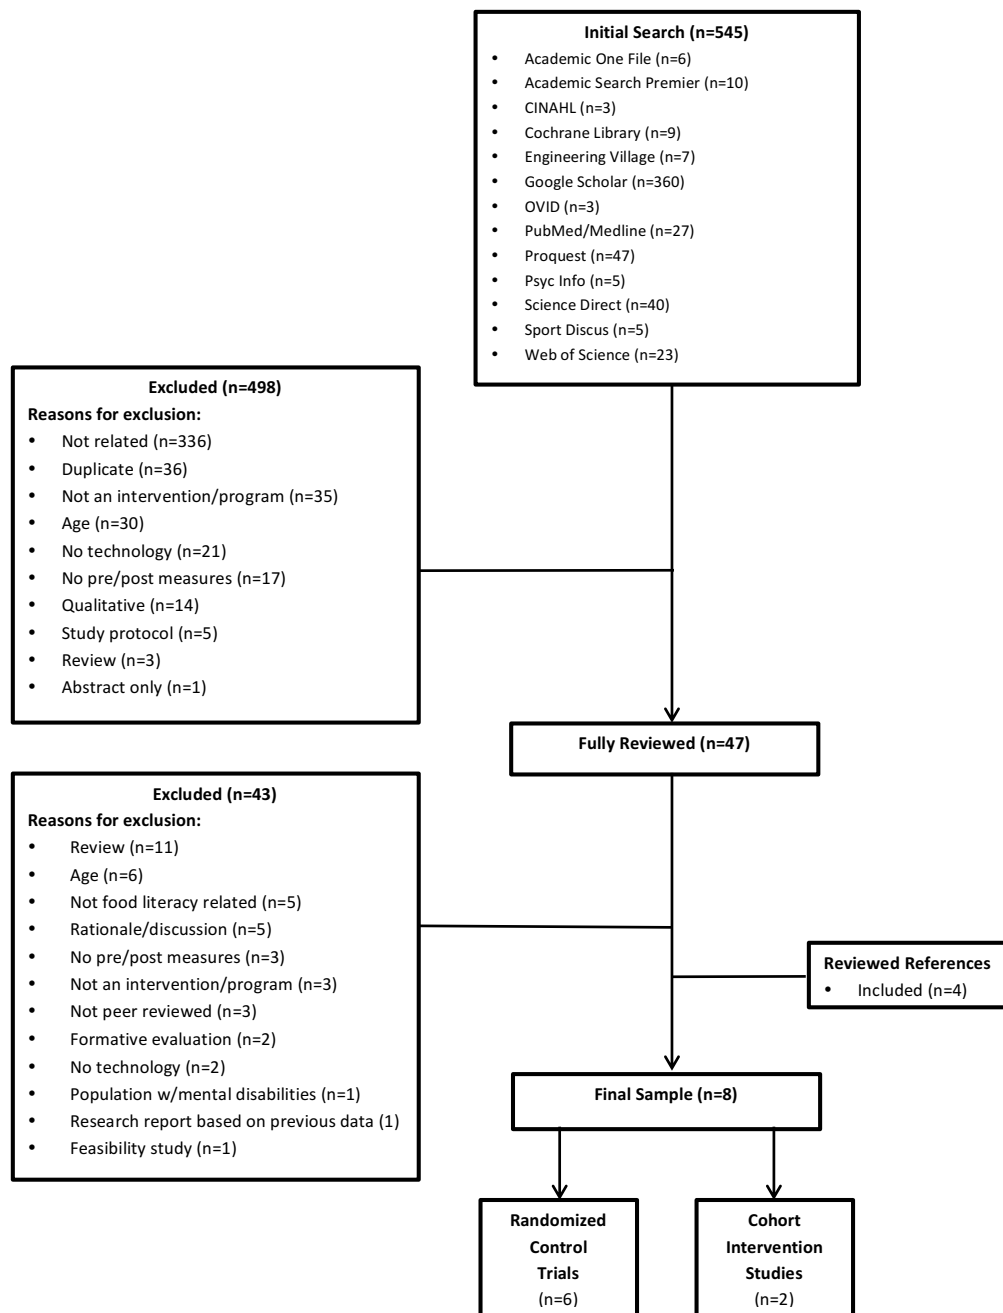 Initial Search (n=545)
• Academic One File (n=6)
• Academic Search Premier (n=10)
• CINAHL (n=3)
• Cochrane Library (n=9)
• Engineering Village (n=7)
• Google Scholar (n=360)
• OVID (n=3)
• PubMed/Medline (n=27)
• Proquest (n=47)
• Psyc Info (n=5)
• Science Direct (n=40)
• Sport Discus (n=5)
• Web of Science (n=23)
Excluded (n=498)
Reasons for exclusion:
• Not related (n=336)
• Duplicate (n=36)
• Not an intervention/program (n=35)
• Age (n=30)
• No technology (n=21)
• No pre/post measures (n=17)
• Qualitative (n=14)
• Study protocol (n=5)
• Review (n=3)
• Abstract only (n=1)
Fully Reviewed (n=47)
Excluded (n=43)
Reasons for exclusion:
• Review (n=11)
• Age (n=6)
• Not food literacy related (n=5)
• Rationale/discussion (n=5)
• No pre/post measures (n=3)
• Not an intervention/program (n=3)
• Not peer reviewed (n=3)
• Formative evaluation (n=2)
• No technology (n=2)
• Population w/mental disabilities (n=1)
• Research report based on previous data (1)
• Feasibility study (n=1)
Reviewed References
• Included (n=4)
Final Sample (n=8)
Randomized
Control
Trials
(n=6)
Cohort
Intervention
Studies
(n=2)